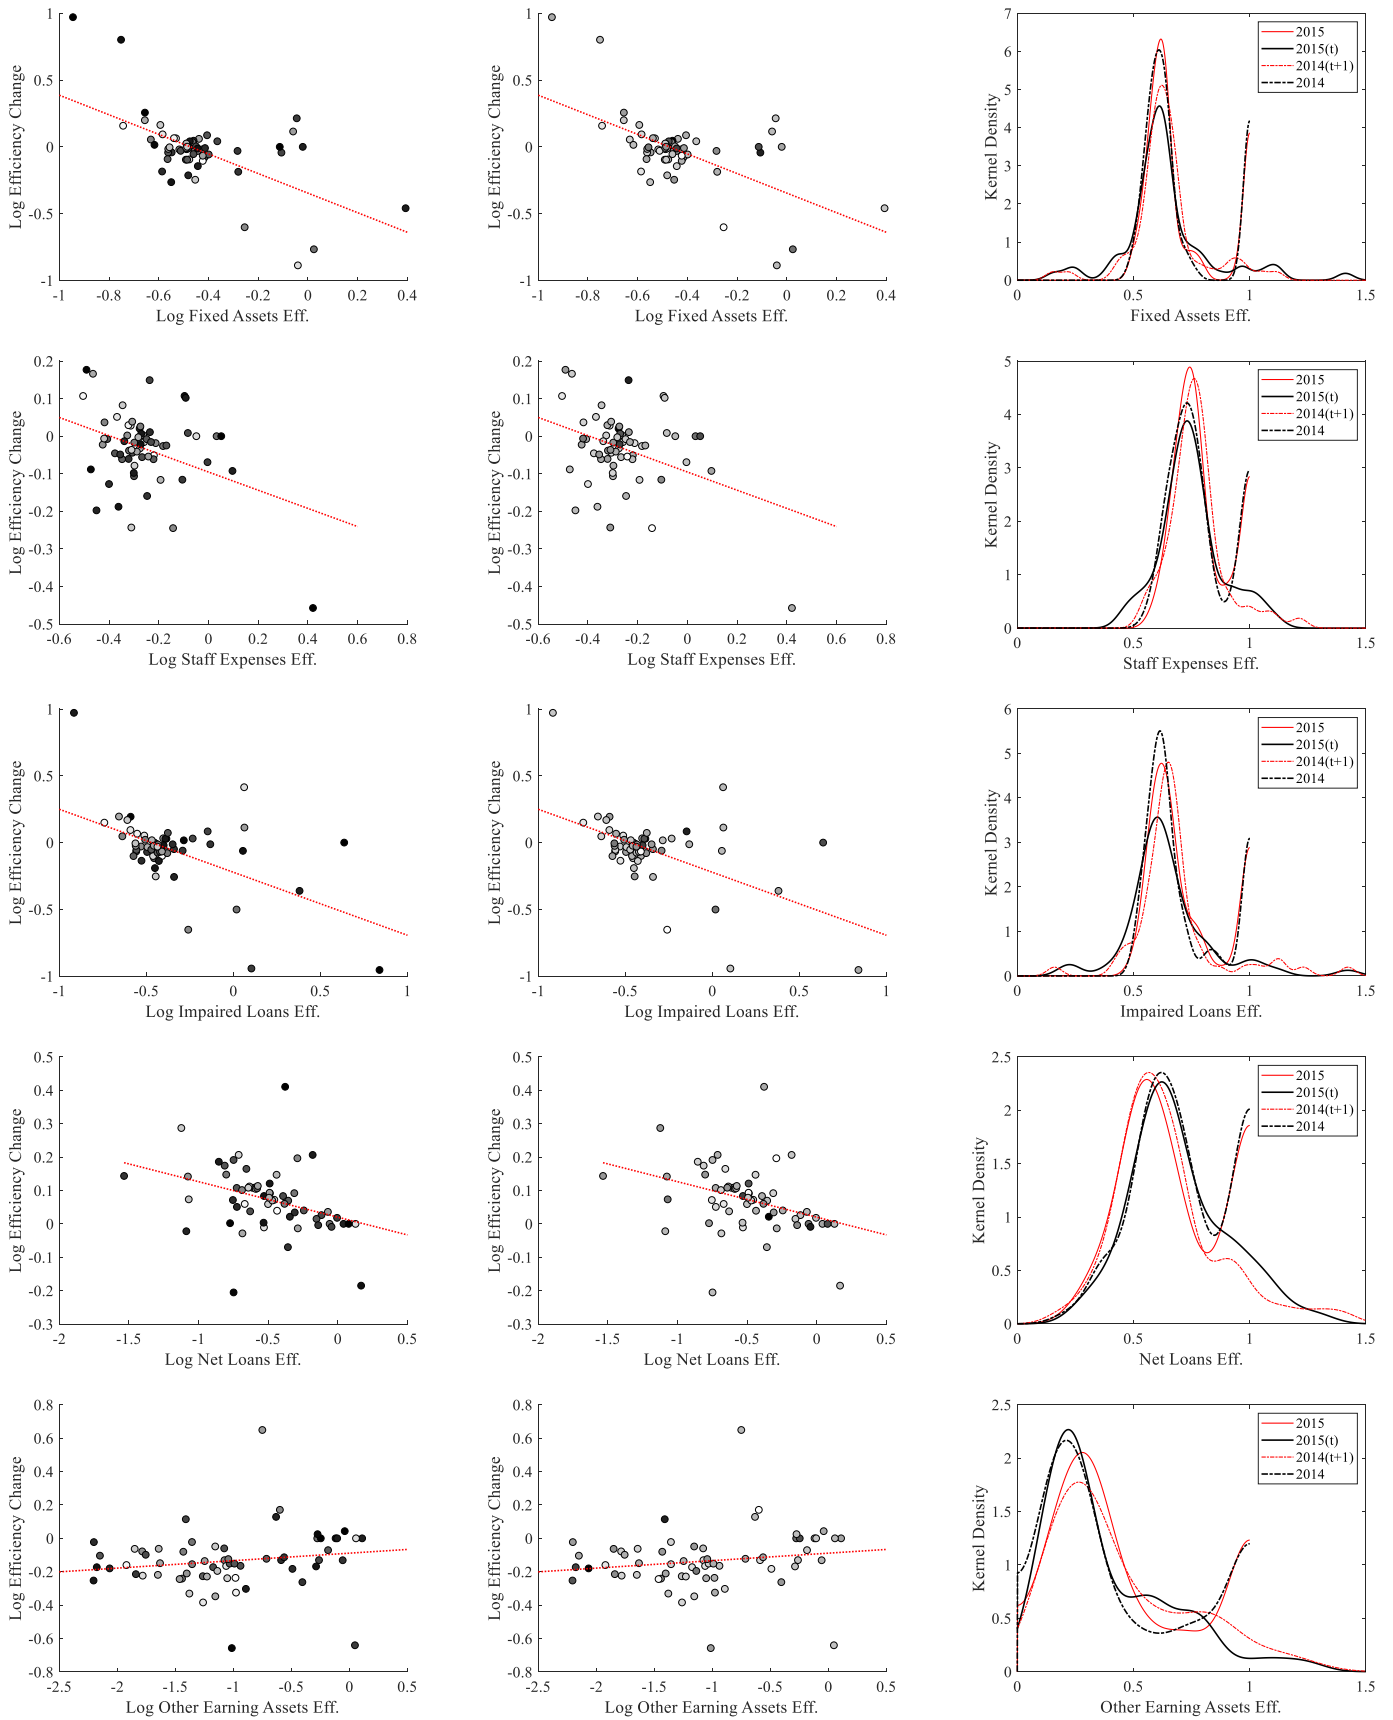 Log Efficiency Change
1
0.5
0
-0.5
-1
-1 -0.8 -0.6 -0.4 -0.2 0 0.2 0.4
Log Fixed Assets Eff.
Log Efficiency Change
1
0.5
0
-0.5
-1
-1 -0.8 -0.6 -0.4 -0.2 0 0.2 0.4
Log Fixed Assets Eff.
Kernel Density
7
6
5
4
3
2
1
0
0 0.5 1 1.5
Fixed Assets Eff.
2015
2015(t)
2014(t+1)
2014
Log Efficiency Change
0.2
0.1
0
-0.1
-0.2
-0.3
-0.4
-0.5
-0.6 -0.4 -0.2 0 0.2 0.4 0.6 0.8
Log Staff Expenses Eff.
Log Efficiency Change
0.2
0.1
0
-0.1
-0.2
-0.3
-0.4
-0.5
-0.6 -0.4 -0.2 0 0.2 0.4 0.6 0.8
Log Staff Expenses Eff.
Kernel Density
5
4
3
2
1
0
0 0.5 1 1.5
Staff Expenses Eff.
2015
2015(t)
2014(t+1)
2014
Log Efficiency Change
1
0.5
0
-0.5
-1
-1 -0.5 0 0.5 1
Log Impaired Loans Eff.
Log Efficiency Change
1
0.5
0
-0.5
-1
-1 -0.5 0 0.5 1
Log Impaired Loans Eff.
Kernel Density
6
5
4
3
2
1
0
0 0.5 1 1.5
Impaired Loans Eff.
2015
2015(t)
2014(t+1)
2014
Log Efficiency Change
0.5
0.4
0.3
0.2
0.1
0
-0.1
-0.2
-0.3
-2 -1.5 -1 -0.5 0 0.5
Log Net Loans Eff.
Log Efficiency Change
0.5
0.4
0.3
0.2
0.1
0
-0.1
-0.2
-0.3
-2 -1.5 -1 -0.5 0 0.5
Log Net Loans Eff.
Kernel Density
2.5
2
1.5
1
0.5
0
0 0.5 1 1.5
Net Loans Eff.
2015
2015(t)
2014(t+1)
2014
Log Efficiency Change
0.8
0.6
0.4
0.2
0
-0.2
-0.4
-0.6
-0.8
-2.5 -2 -1.5 -1 -0.5 0 0.5
Log Other Earning Assets Eff.
Log Efficiency Change
0.8
0.6
0.4
0.2
0
-0.2
-0.4
-0.6
-0.8
-2.5 -2 -1.5 -1 -0.5 0 0.5
Log Other Earning Assets Eff.
Kernel Density
2.5
2
1.5
1
0.5
0
0 0.5 1 1.5
Other Earning Assets Eff.
2015
2015(t)
2014(t+1)
2014